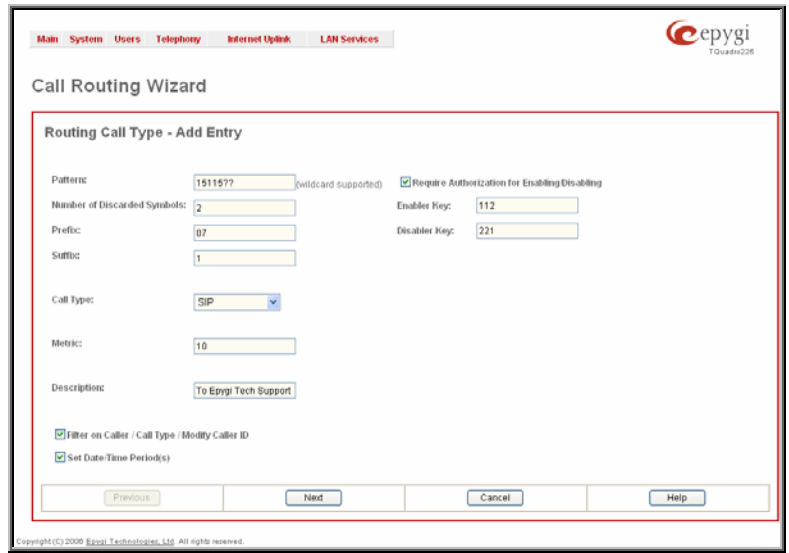 Main System Users Telephony Internet Uplink LAN Services
epygi
TQuadro226
Call Routing Wizard
Routing Call Type - Add Entry
Pattern: 15115?? (wildcard supported) Require Authorization for Enabling/Disabling
Number of Discarded Symbols: 2 Enabler Key: 112
Prefix: 07 Disabler Key: 221
Suffix: 1
Call Type: SIP
Metric: 10
Description: To Epygi Tech Support
Filter on Caller / Call Type / Modify Caller ID
Set Date/Time Period(s)
Previous Next Cancel Help
Copyright (C) 2006 Epygi Technologies, Ltd. All rights reserved.